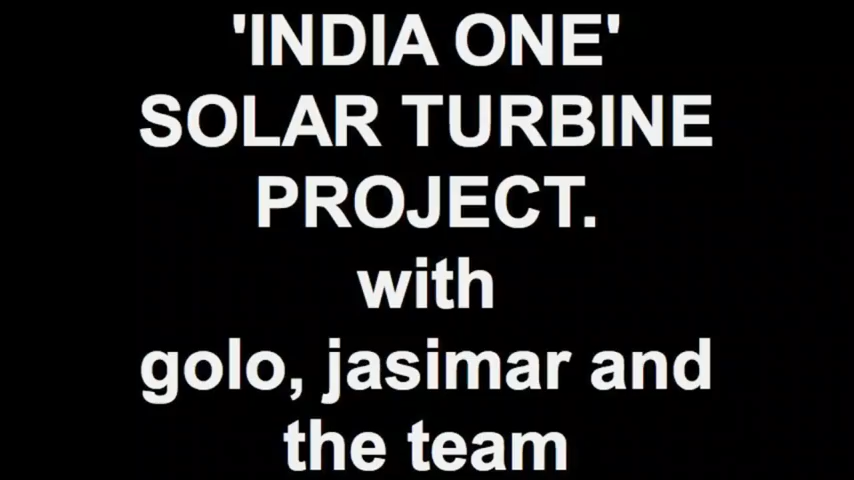 'INDIA ONE'
SOLAR TURBINE
PROJECT.
with
golo, jasimar and
the team